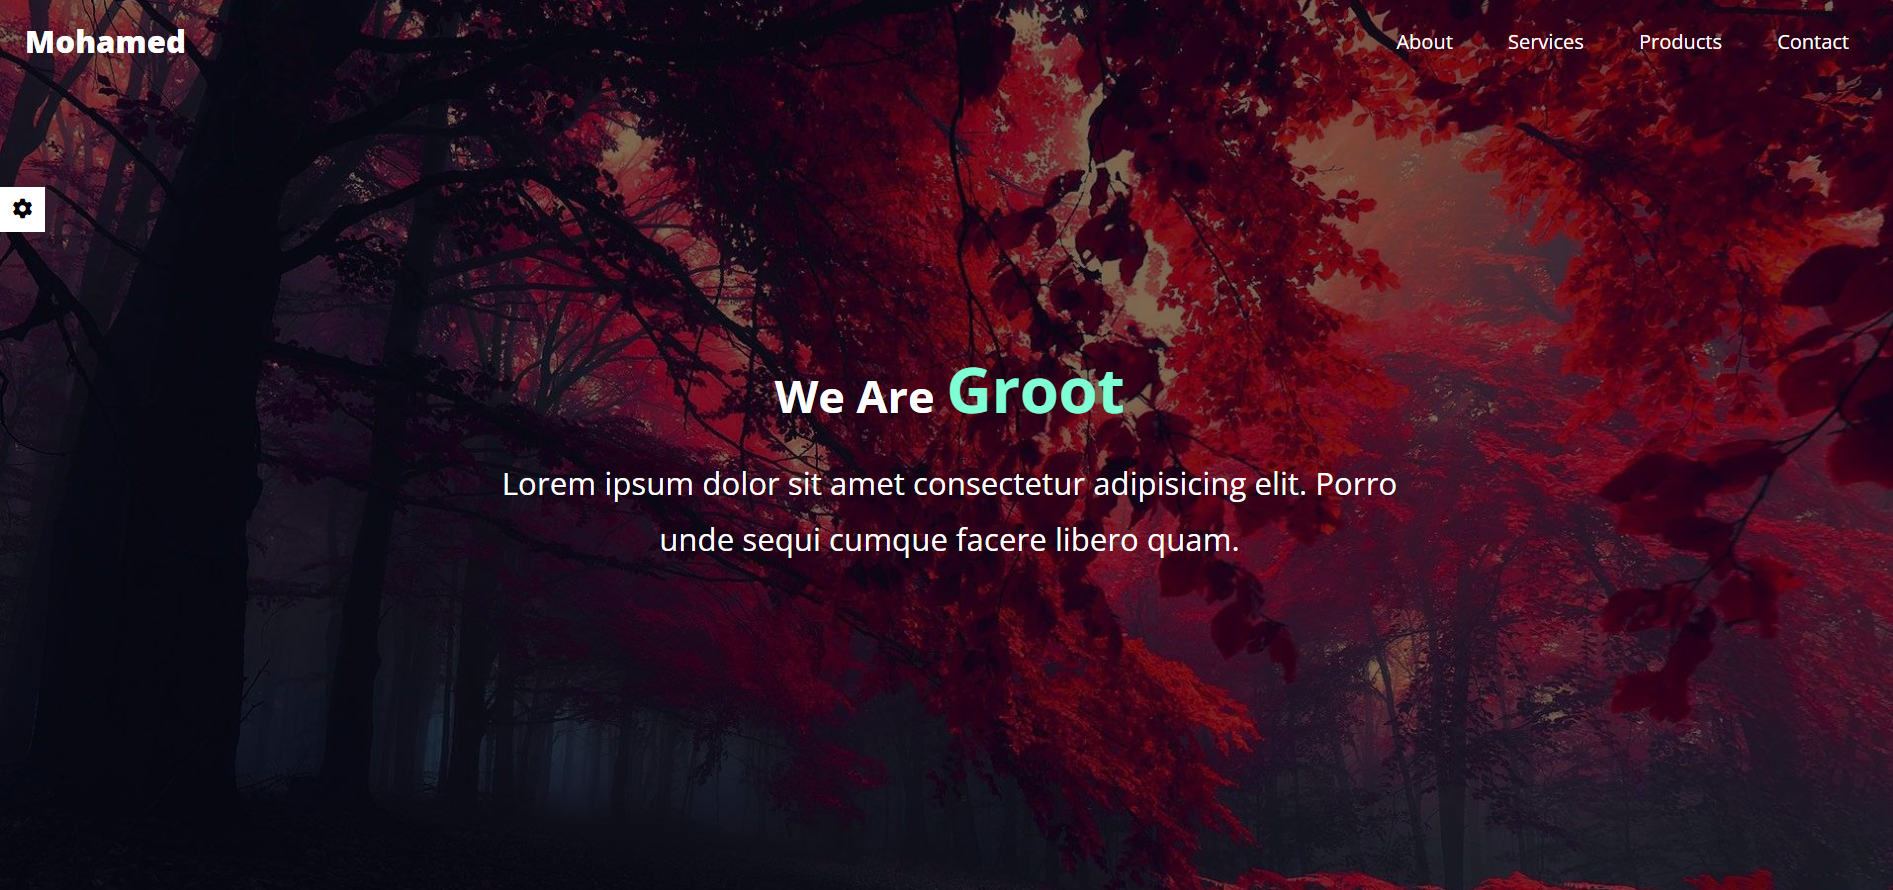 Mohamed
About Services Products Contact
We Are Groot
Lorem ipsum dolor sit amet consectetur adipisicing elit. Porro
unde sequi cumque facere libero quam.